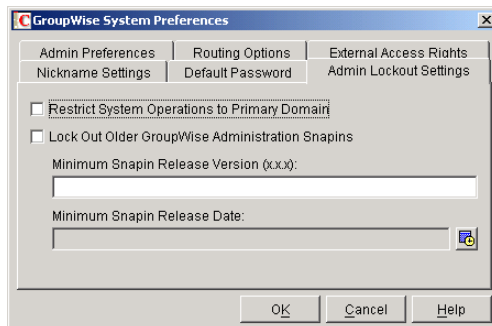 GroupWise System Preferences
Admin Preferences
Routing Options
External Access Rights
Nickname Settings
Default Password
Admin Lockout Settings
Restrict System Operations to Primary Domain
Lock Out Older GroupWise Administration Snapins
Minimum Snapin Release Version (x.x.x):
Minimum Snapin Release Date:
OK
Cancel
Help